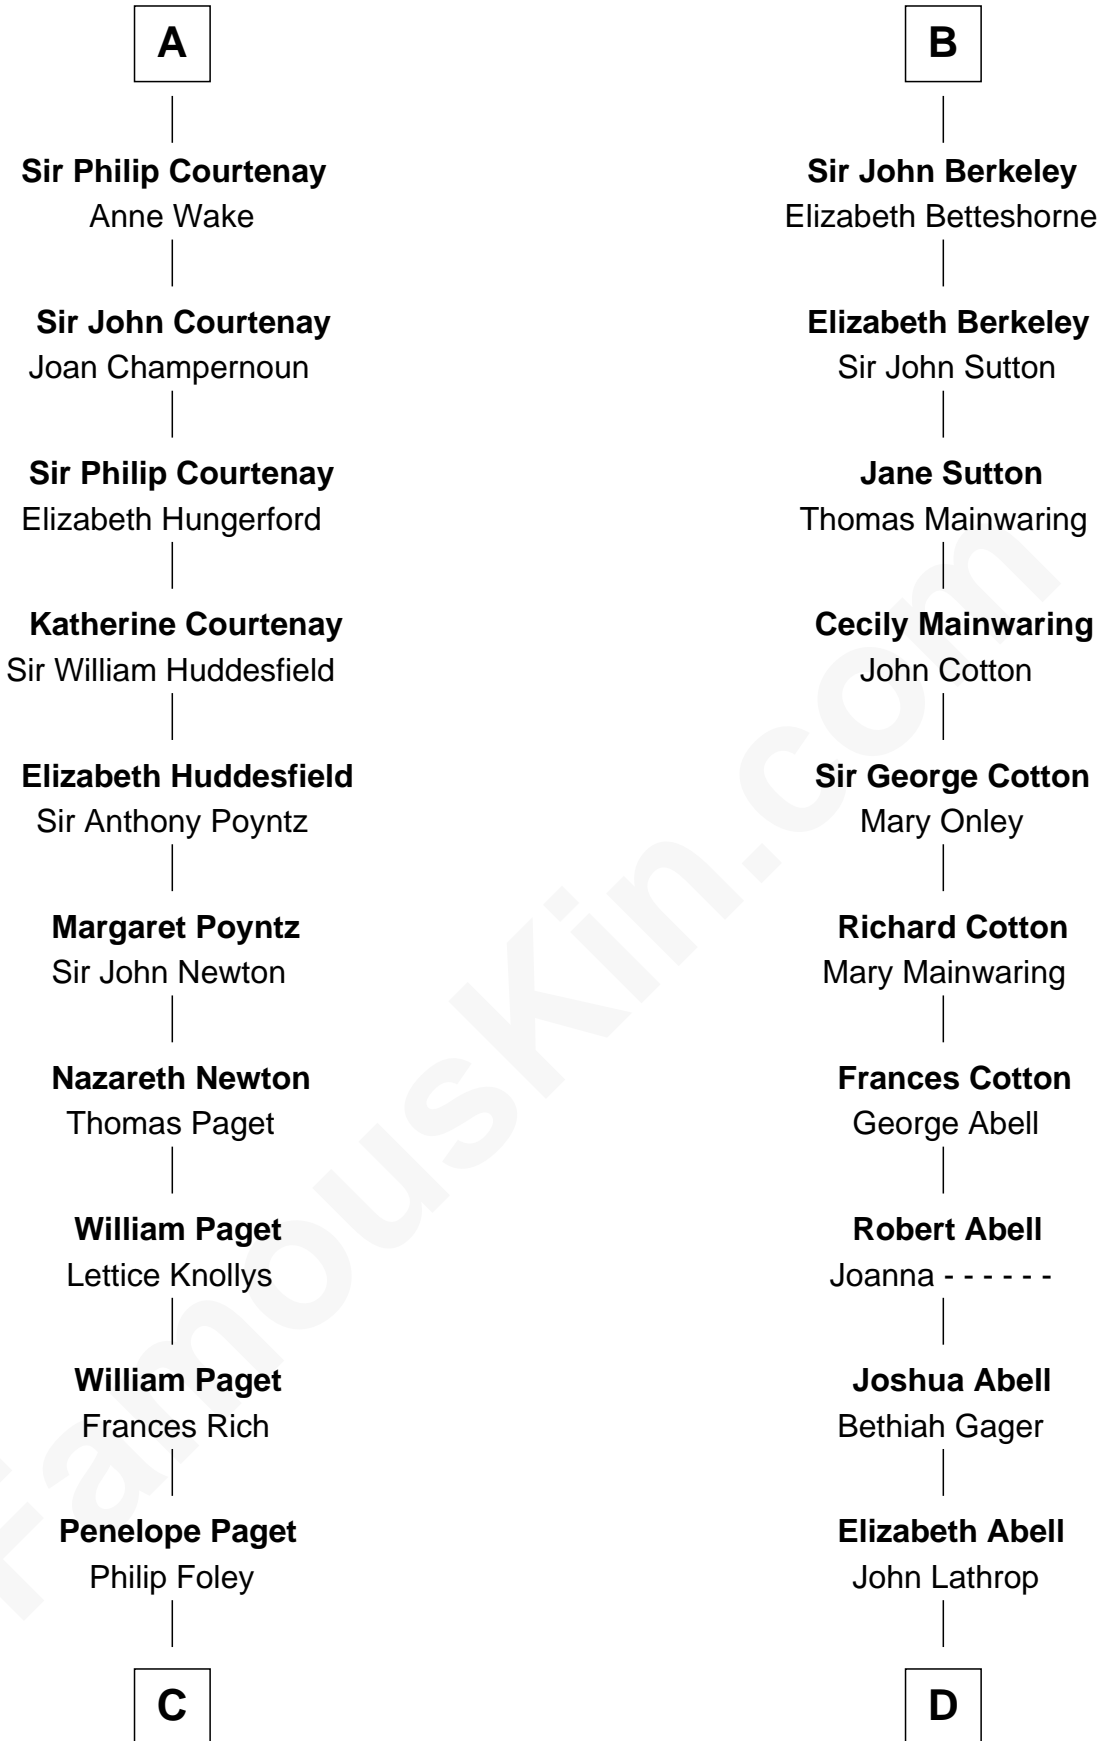 A
Sir Philip Courtenay
Anne Wake
Sir John Courtenay
Joan Champernoun
Sir Philip Courtenay
Elizabeth Hungerford
Katherine Courtenay
Sir William Huddesfield
Elizabeth Huddesfield
Sir Anthony Poyntz
Margaret Poyntz
Sir John Newton
Nazareth Newton
Thomas Paget
William Paget
Lettice Knollys
William Paget
Frances Rich
Penelope Paget
Philip Foley
C
B
Sir John Berkeley
Elizabeth Betteshorne
Elizabeth Berkeley
Sir John Sutton
Jane Sutton
Thomas Mainwaring
Cecily Mainwaring
John Cotton
Sir George Cotton
Mary Onley
Richard Cotton
Mary Mainwaring
Frances Cotton
George Abell
Robert Abell
Joanna - - - - - -
Joshua Abell
Bethiah Gager
Elizabeth Abell
John Lathrop
D
FamousKin.com